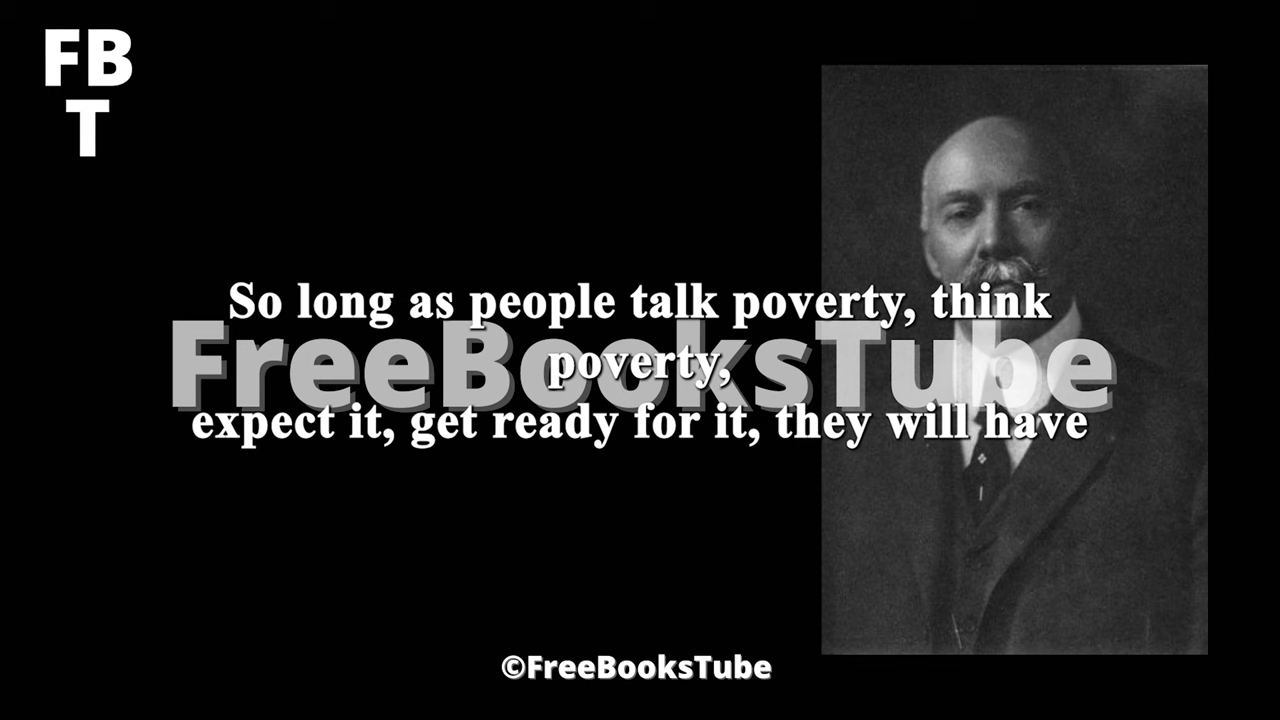 FB
T
So long as people talk poverty, think
FreeBooksTube
poverty,
expect it, get ready for it, they will have
©FreeBooksTube